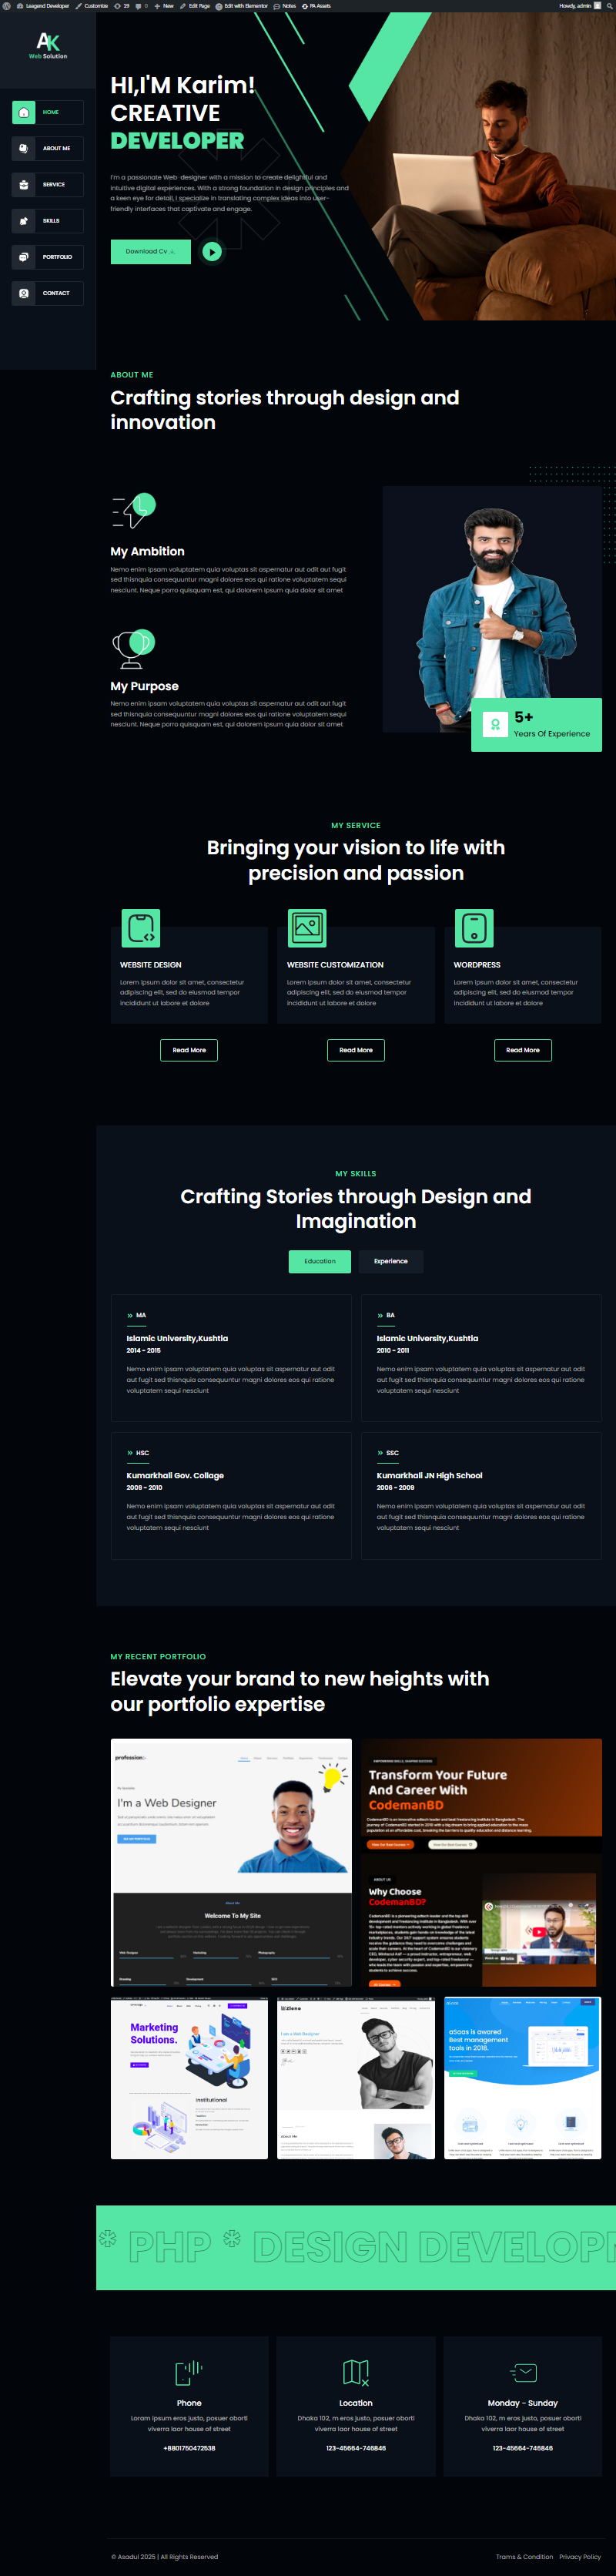 Leagend Developer Customize 19 0 New Edit Page Edit with Elementor Notes PA Assets Howdy, admin
AK
Web Solution
HOME
ABOUT ME
SERVICE
SKILLS
PORTFOLIO
CONTACT
HI,I'M Karim!
CREATIVE
DEVELOPER
I'm a passionate Web designer with a mission to create delightful and
intuitive digital experiences. With a strong foundation in design principles and
a keen eye for detail, I specialize in translating complex ideas into user-
friendly interfaces that captivate and engage.
Download Cv
ABOUT ME
Crafting stories through design and
innovation
My Ambition
Nemo enim ipsam voluptatem quia voluptas sit aspernatur aut odit aut fugit
sed thisnquia consequuntur magni dolores eos qui ratione voluptatem sequi
nesciunt. Neque porro quisquam est, qui dolorem ipsum quia dolor sit amet
My Purpose
Nemo enim ipsam voluptatem quia voluptas sit aspernatur aut odit aut fugit
sed thisnquia consequuntur magni dolores eos qui ratione voluptatem sequi
nesciunt. Neque porro quisquam est, qui dolorem ipsum quia dolor sit amet
5+
Years Of Experience
MY SERVICE
Bringing your vision to life with
precision and passion
WEBSITE DESIGN
Lorem ipsum dolor sit amet, consectetur
adipiscing elit, sed do eiusmod tempor
incididunt ut labore et dolore
Read More
WEBSITE CUSTOMIZATION
Lorem ipsum dolor sit amet, consectetur
adipiscing elit, sed do eiusmod tempor
incididunt ut labore et dolore
Read More
WORDPRESS
Lorem ipsum dolor sit amet, consectetur
adipiscing elit, sed do eiusmod tempor
incididunt ut labore et dolore
Read More
MY SKILLS
Crafting Stories through Design and
Imagination
Education
Experience
» MA
Islamic University,Kushtia
2014 - 2015
Nemo enim ipsam voluptatem quia voluptas sit aspernatur aut odit
aut fugit sed thisnquia consequuntur magni dolores eos qui ratione
voluptatem sequi nesciunt
» BA
Islamic University,Kushtia
2010 - 2011
Nemo enim ipsam voluptatem quia voluptas sit aspernatur aut odit
aut fugit sed thisnquia consequuntur magni dolores eos qui ratione
voluptatem sequi nesciunt
» HSC
Kumarkhali Gov. Collage
2009 - 2010
Nemo enim ipsam voluptatem quia voluptas sit aspernatur aut odit
aut fugit sed thisnquia consequuntur magni dolores eos qui ratione
voluptatem sequi nesciunt
» SSC
Kumarkhali JN High School
2006 - 2009
Nemo enim ipsam voluptatem quia voluptas sit aspernatur aut odit
aut fugit sed thisnquia consequuntur magni dolores eos qui ratione
voluptatem sequi nesciunt
MY RECENT PORTFOLIO
Elevate your brand to new heights with
our portfolio expertise
profession
I'm a Web Designer
About Me
Welcome To My Site
Web Designer
Marketing
Photography
Branding
Development
SEO
EMPOWERING SKILLS, SHAPING SUCCESS
Transform Your Future
And Career With
CodemanBD
ABOUT US
Why Choose
CodemanBD?
Marketing
Solutions.
Institutional
Elena
I am a Web Designer
ABOUT ME
aSaas is awared
Best management
tools in 2018.
* PHP * DESIGN DEVELOP
Phone
Loram ipsum eros justo, posuer oborti
viverra laor house of street
+8801750472538
Location
Dhaka 102, m eros justo, posuer oborti
viverra laor house of street
123-45664-746846
Monday - Sunday
Dhaka 102, m eros justo, posuer oborti
viverra laor house of street
123-45664-746846
© Asadul 2025 | All Rights Reserved
Trams & Condition Privacy Policy